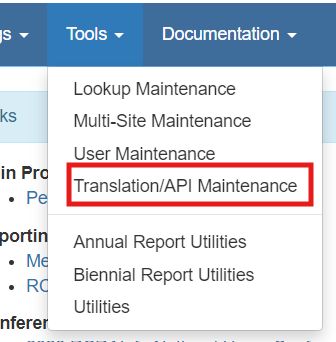 gs Tools Documentation
Lookup Maintenance
ks
Multi-Site Maintenance
User Maintenance
in Pro
Translation/API Maintenance
Pe
porting
Annual Report Utilities
Me
Biennial Report Utilities
RC
Utilities
nferen